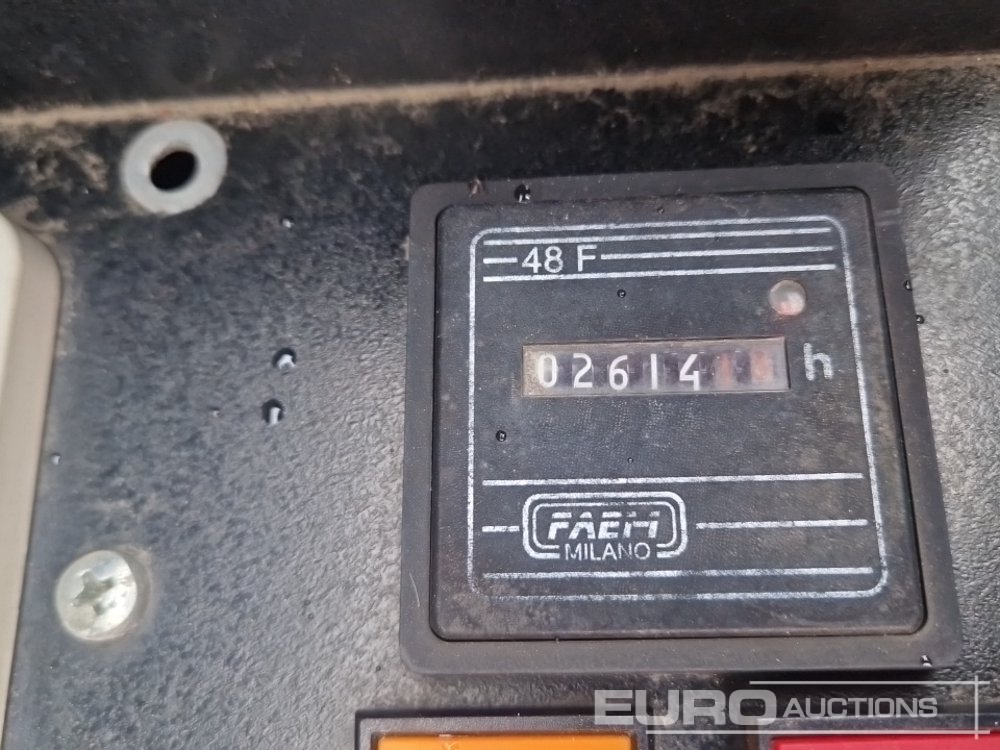 48 F
02614 h
FAEM
MILANO
EURO AUCTIONS